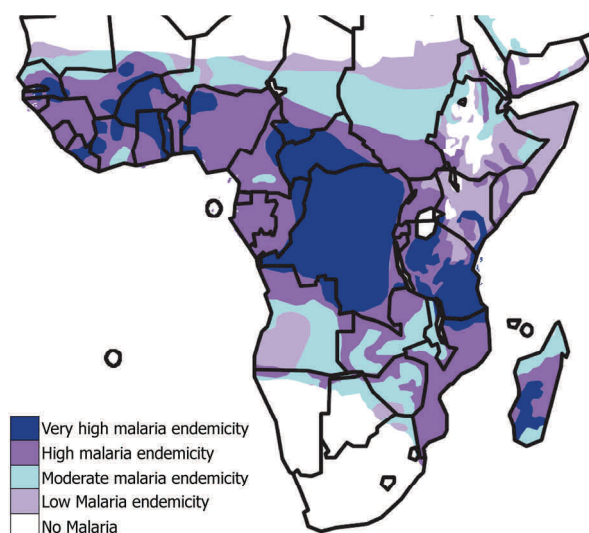 Very high malaria endemicity
High malaria endemicity
Moderate malaria endemicity
Low Malaria endemicity
No Malaria